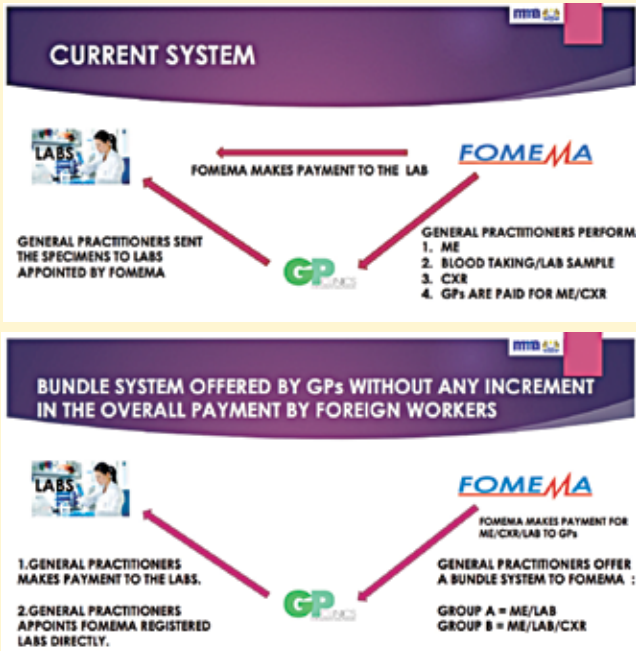 CURRENT SYSTEM
LABS
FOMEMA
FOMEMA MAKES PAYMENT TO THE LAB
GENERAL PRACTITIONERS SENT
THE SPECIMENS TO LABS
APPOINTED BY FOMEMA
GP CLINICS
GENERAL PRACTITIONERS PERFORM
1. ME
2. BLOOD TAKING/LAB SAMPLE
3. CXR
4. GPs ARE PAID FOR ME/CXR
BUNDLE SYSTEM OFFERED BY GPs WITHOUT ANY INCREMENT
IN THE OVERALL PAYMENT BY FOREIGN WORKERS
LABS
FOMEMA
FOMEMA MAKES PAYMENT FOR
ME/CXR/LAB TO GPs
1.GENERAL PRACTITIONERS
MAKES PAYMENT TO THE LABS.
2.GENERAL PRACTITIONERS
APPOINTS FOMEMA REGISTERED
LABS DIRECTLY.
GP CLINICS
GENERAL PRACTITIONERS OFFER
A BUNDLE SYSTEM TO FOMEMA :
GROUP A = ME/LAB
GROUP B = ME/LAB/CXR